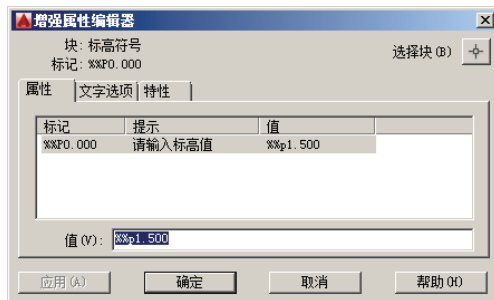 增强属性编辑器
块: 标高符号
标记: %%P0.000
选择块(B)
属性 文字选项 特性
标记 提示 值
%%P0.000 请输入标高值 %%p1.500
值(V): %%p1.500
应用(A) 确定 取消 帮助(H)